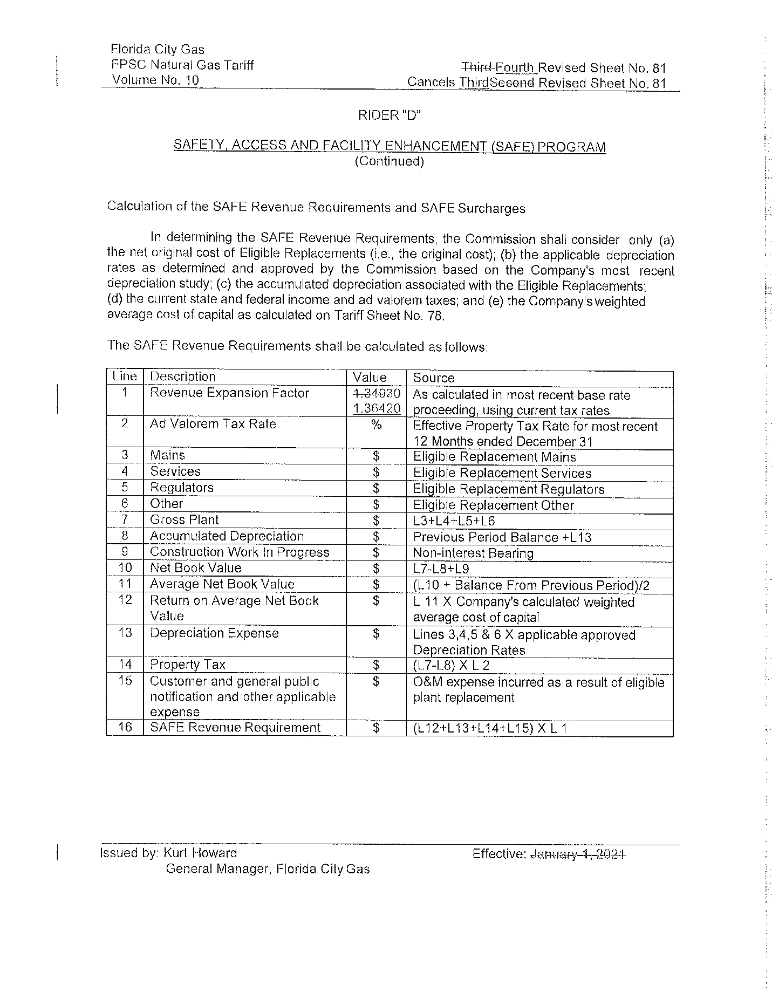 Florida City Gas
FPSC Natural Gas Tariff
Third Fourth Revised Sheet No. 81
Volume No. 10
Cancels ThirdSecond Revised Sheet No. 81
RIDER "D"
SAFETY, ACCESS AND FACILITY ENHANCEMENT (SAFE) PROGRAM
(Continued)
Calculation of the SAFE Revenue Requirements and SAFE Surcharges
In determining the SAFE Revenue Requirements, the Commission shall consider only (a)
the net original cost of Eligible Replacements (i.e., the original cost); (b) the applicable depreciation
rates as determined and approved by the Commission based on the Company's most recent
depreciation study; (c) the accumulated depreciation associated with the Eligible Replacements;
(d) the current state and federal income and ad valorem taxes; and (e) the Company's weighted
average cost of capital as calculated on Tariff Sheet No. 78.
The SAFE Revenue Requirements shall be calculated as follows:
Line Description Value Source
1 Revenue Expansion Factor 1.34930 As calculated in most recent base rate
1.36420 proceeding, using current tax rates
2 Ad Valorem Tax Rate % Effective Property Tax Rate for most recent
12 Months ended December 31
3 Mains $ Eligible Replacement Mains
4 Services $ Eligible Replacement Services
5 Regulators $ Eligible Replacement Regulators
6 Other $ Eligible Replacement Other
7 Gross Plant $ L3+L4+L5+L6
8 Accumulated Depreciation $ Previous Period Balance +L13
9 Construction Work In Progress $ Non-interest Bearing
10 Net Book Value $ L7-L8+L9
11 Average Net Book Value $ (L10 + Balance From Previous Period)/2
12 Return on Average Net Book $ L 11 X Company's calculated weighted
Value average cost of capital
13 Depreciation Expense $ Lines 3,4,5 & 6 X applicable approved
Depreciation Rates
14 Property Tax $ (L7-L8) X L 2
15 Customer and general public $ O&M expense incurred as a result of eligible
notification and other applicable plant replacement
expense
16 SAFE Revenue Requirement $ (L12+L13+L14+L15) X L 1
Issued by: Kurt Howard Effective: January 1, 2021
General Manager, Florida City Gas